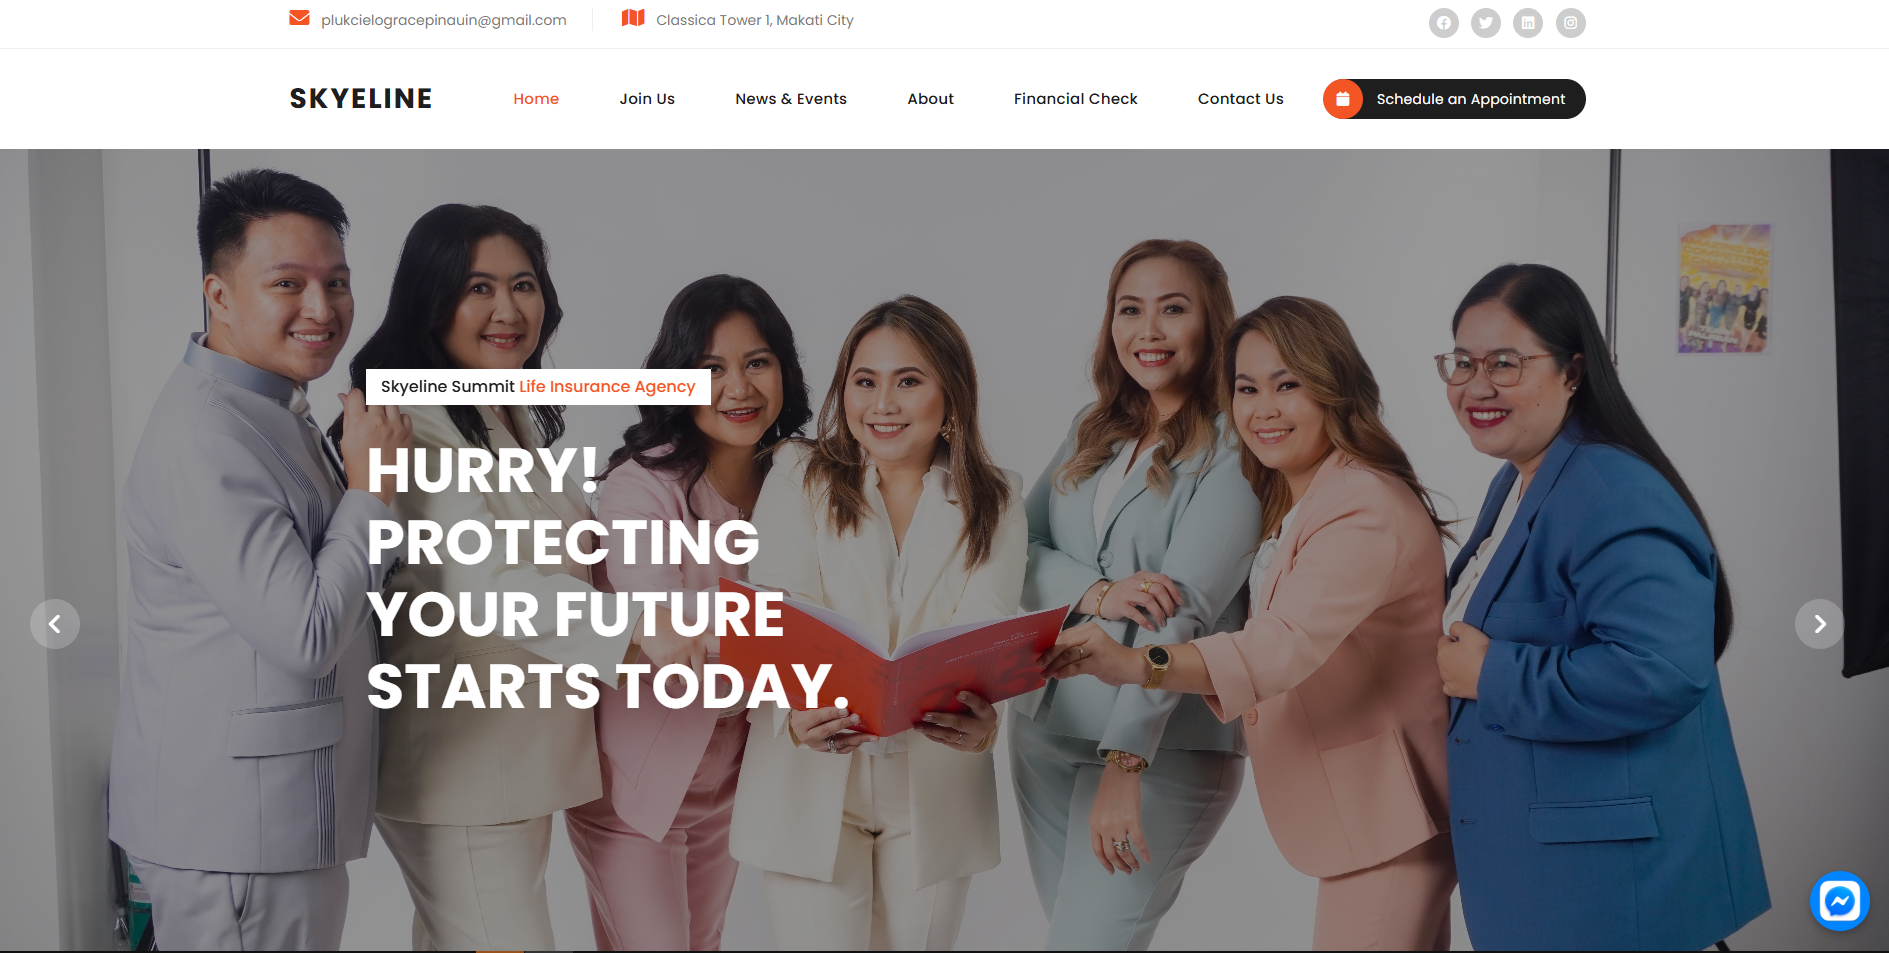 plukcielogracepinauin@gmail.com
Classica Tower 1, Makati City
SKYELINE
Home
Join Us
News & Events
About
Financial Check
Contact Us
Schedule an Appointment
Skyeline Summit Life Insurance Agency
HURRY!
PROTECTING
YOUR FUTURE
STARTS TODAY.